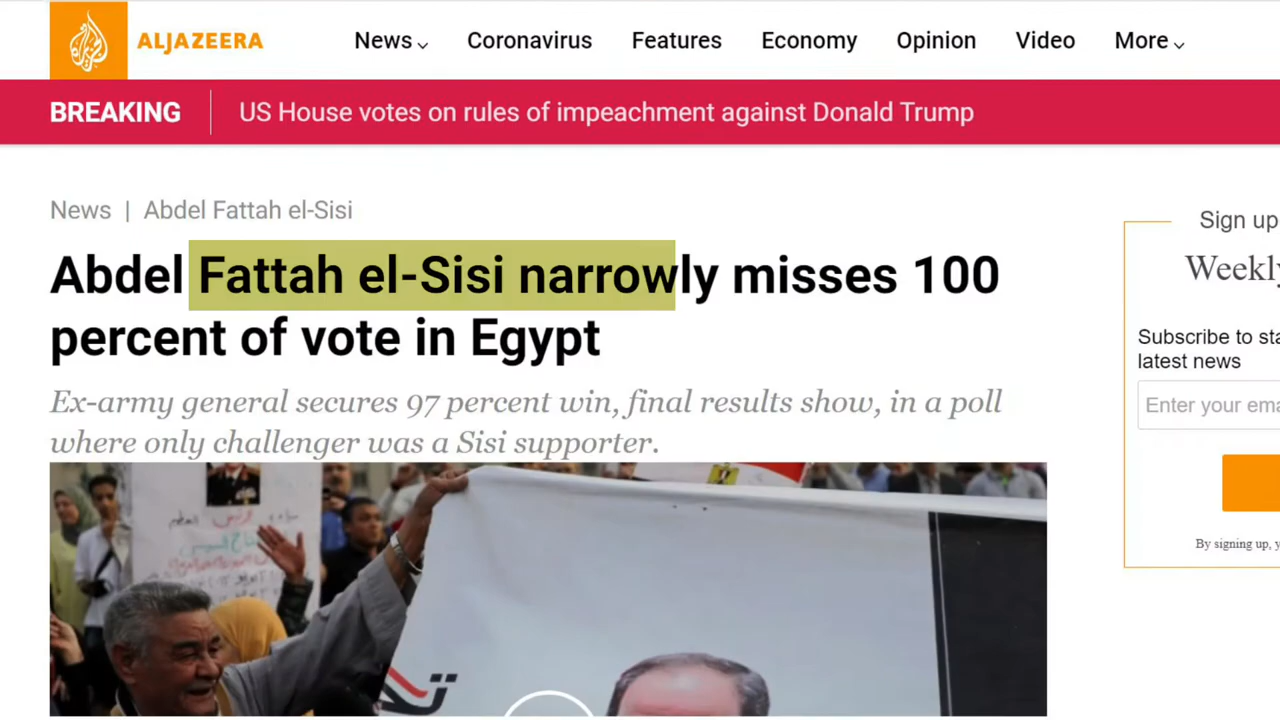 ALJAZEERA
News
Coronavirus
Features
Economy
Opinion
Video
More
BREAKING
US House votes on rules of impeachment against Donald Trump
News | Abdel Fattah el-Sisi
Abdel Fattah el-Sisi narrowly misses 100
percent of vote in Egypt
Ex-army general secures 97 percent win, final results show, in a poll
where only challenger was a Sisi supporter.
Sign up
Weekly
Subscribe to sta
latest news
Enter your ema
By signing up, y